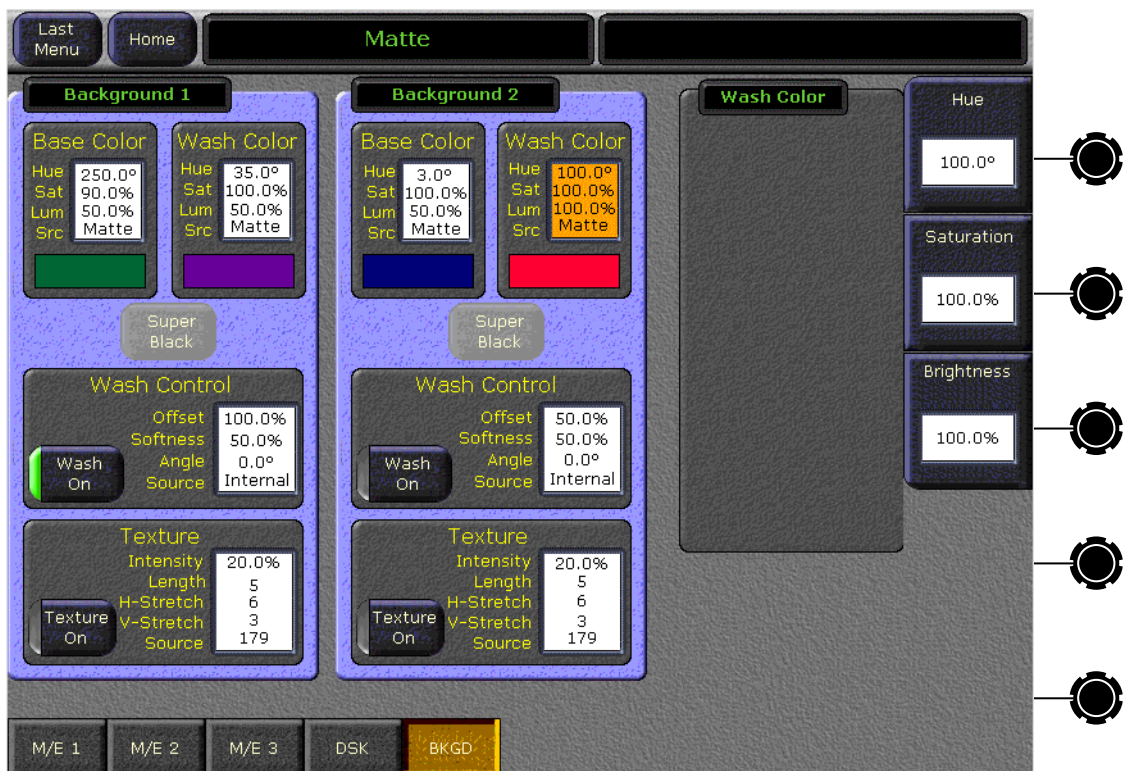 Last Menu
Home
Matte
Background 1
Base Color
Hue 250.0°
Sat 90.0%
Lum 50.0%
Src Matte
Wash Color
Hue 35.0°
Sat 100.0%
Lum 50.0%
Src Matte
Super Black
Wash Control
Offset 100.0%
Softness 50.0%
Angle 0.0°
Source Internal
Wash On
Texture
Intensity 20.0%
Length 5
H-Stretch 6
V-Stretch 3
Source 179
Texture On
Background 2
Base Color
Hue 3.0°
Sat 100.0%
Lum 50.0%
Src Matte
Wash Color
Hue 100.0°
Sat 100.0%
Lum 100.0%
Src Matte
Super Black
Wash Control
Offset 50.0%
Softness 50.0%
Angle 0.0°
Source Internal
Wash On
Texture
Intensity 20.0%
Length 5
H-Stretch 6
V-Stretch 3
Source 179
Texture On
Wash Color
Hue
100.0°
Saturation
100.0%
Brightness
100.0%
M/E 1
M/E 2
M/E 3
DSK
BKGD